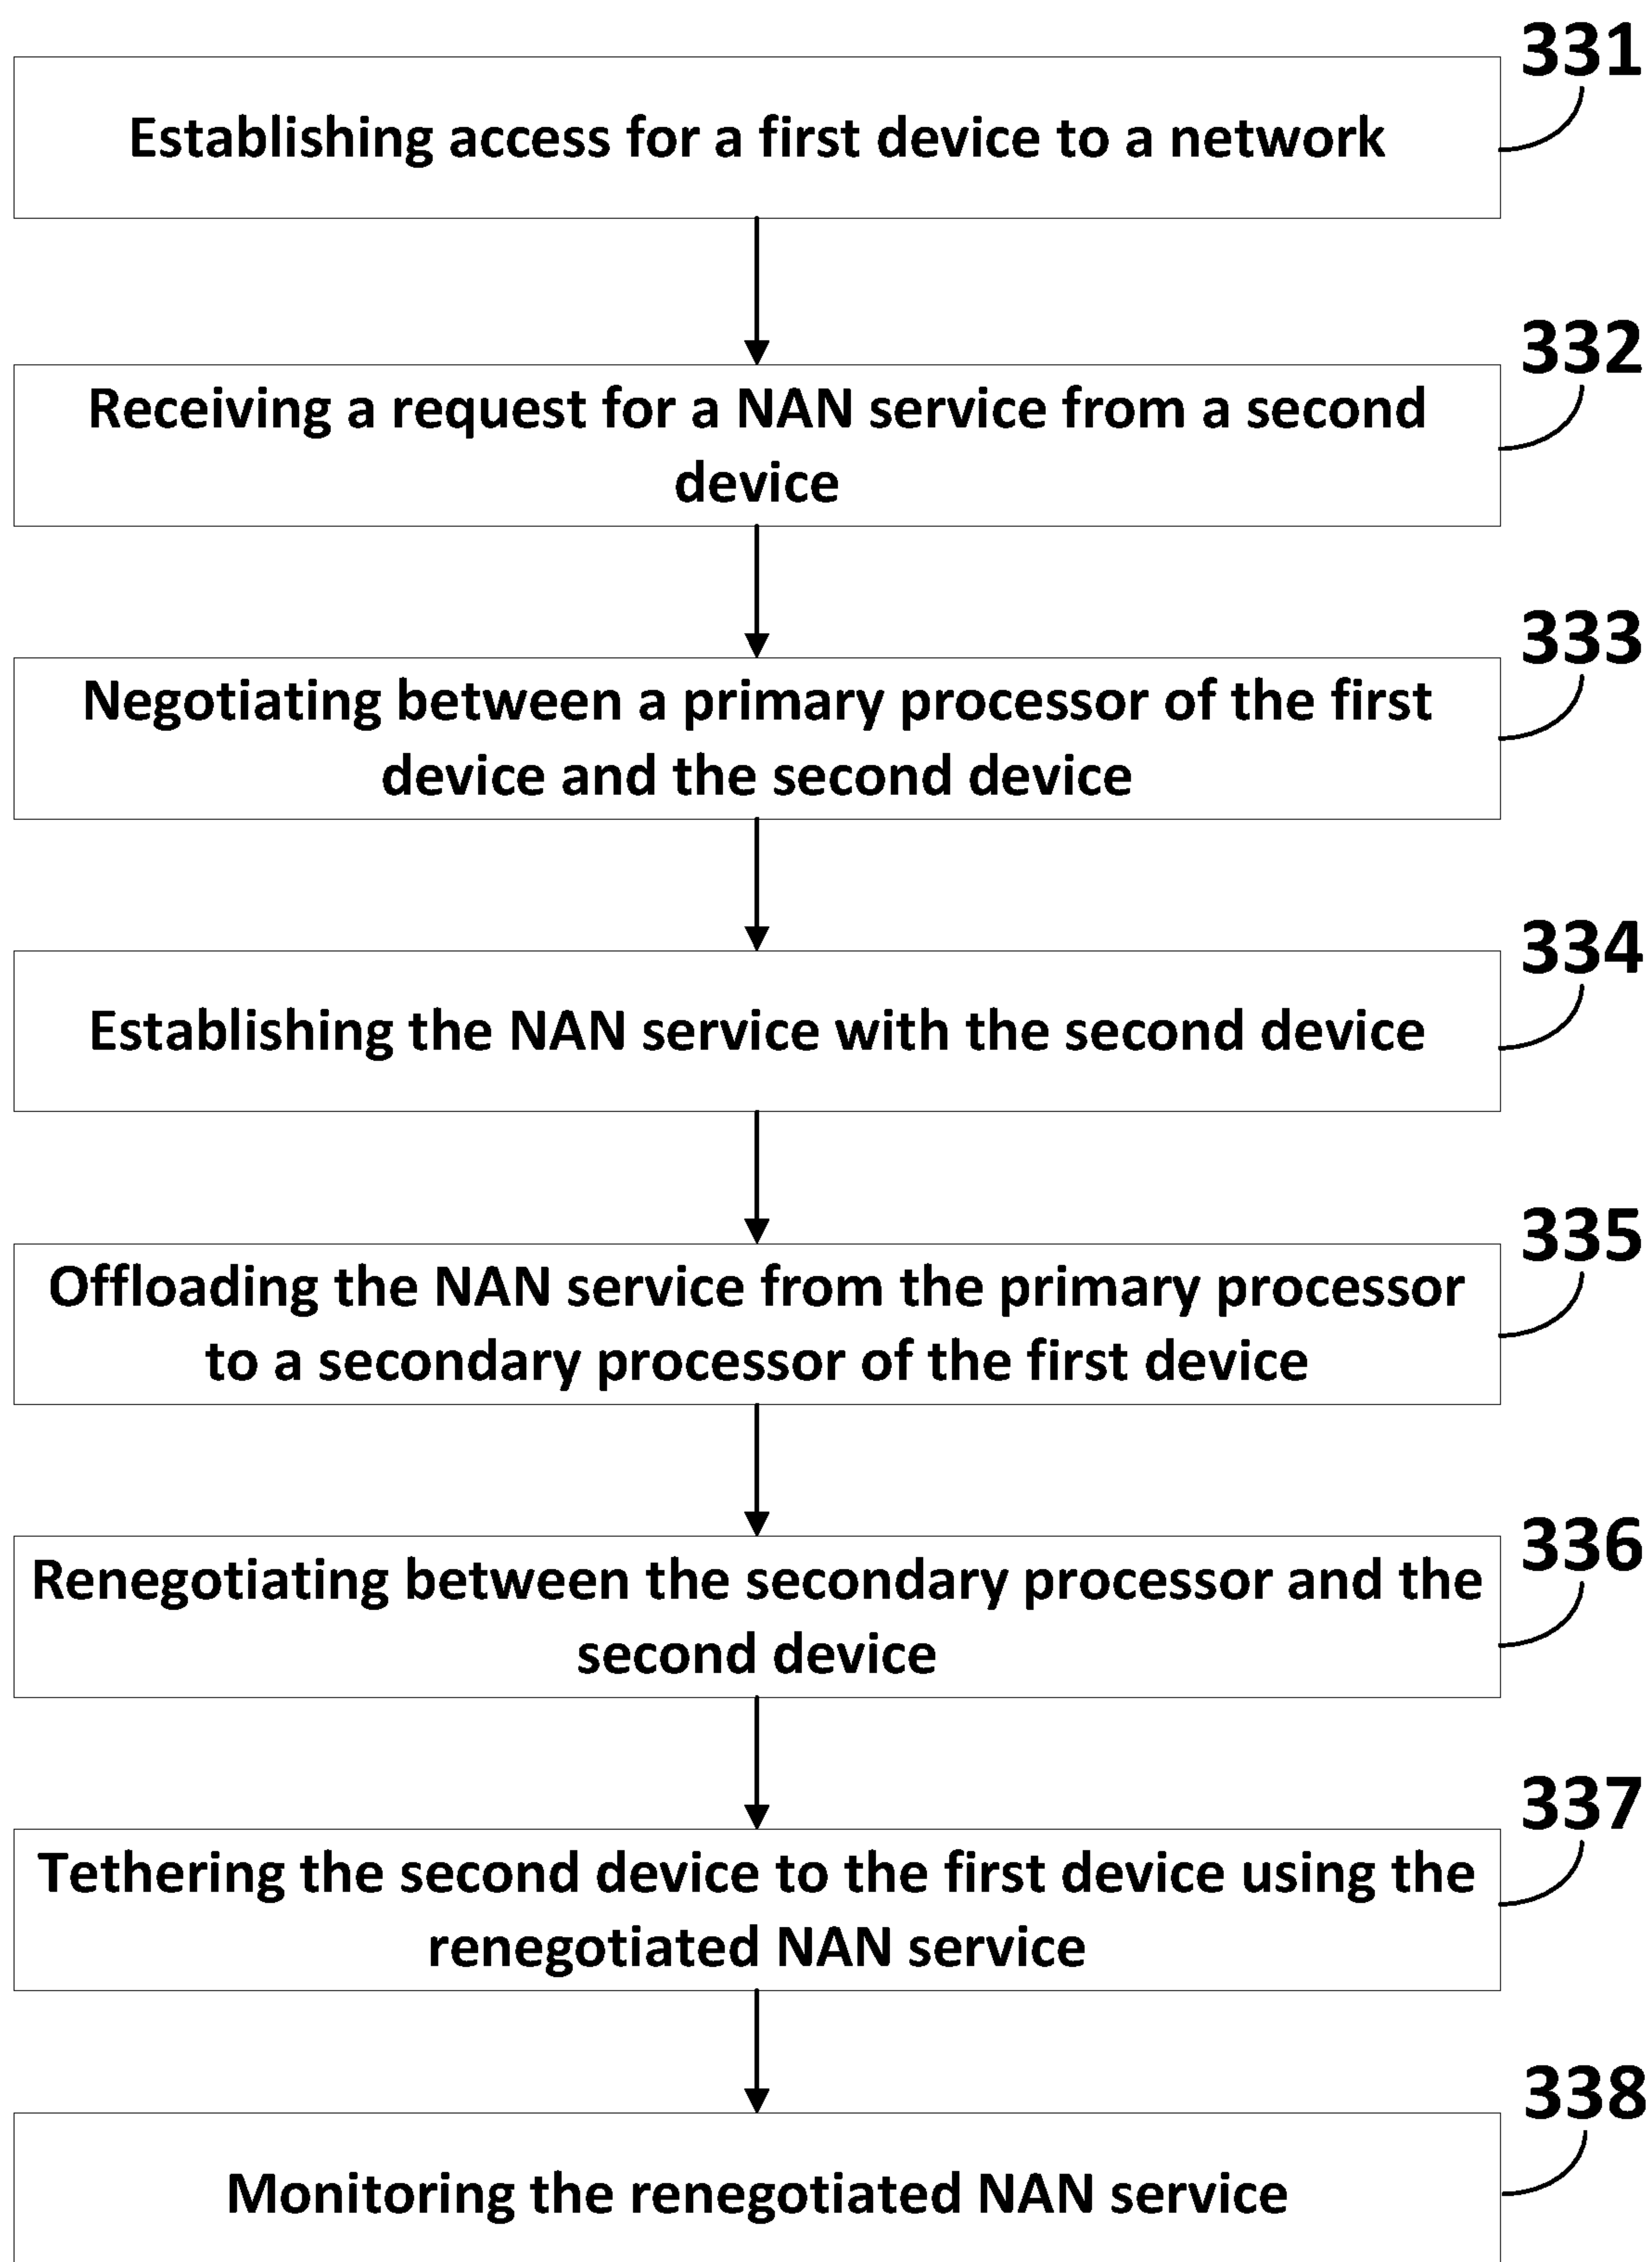 331
Establishing access for a first device to a network
332
Receiving a request for a NAN service from a second
device
333
Negotiating between a primary processor of the first
device and the second device
334
Establishing the NAN service with the second device
335
Offloading the NAN service from the primary processor
to a secondary processor of the first device
336
Renegotiating between the secondary processor and the
second device
337
Tethering the second device to the first device using the
renegotiated NAN service
338
Monitoring the renegotiated NAN service